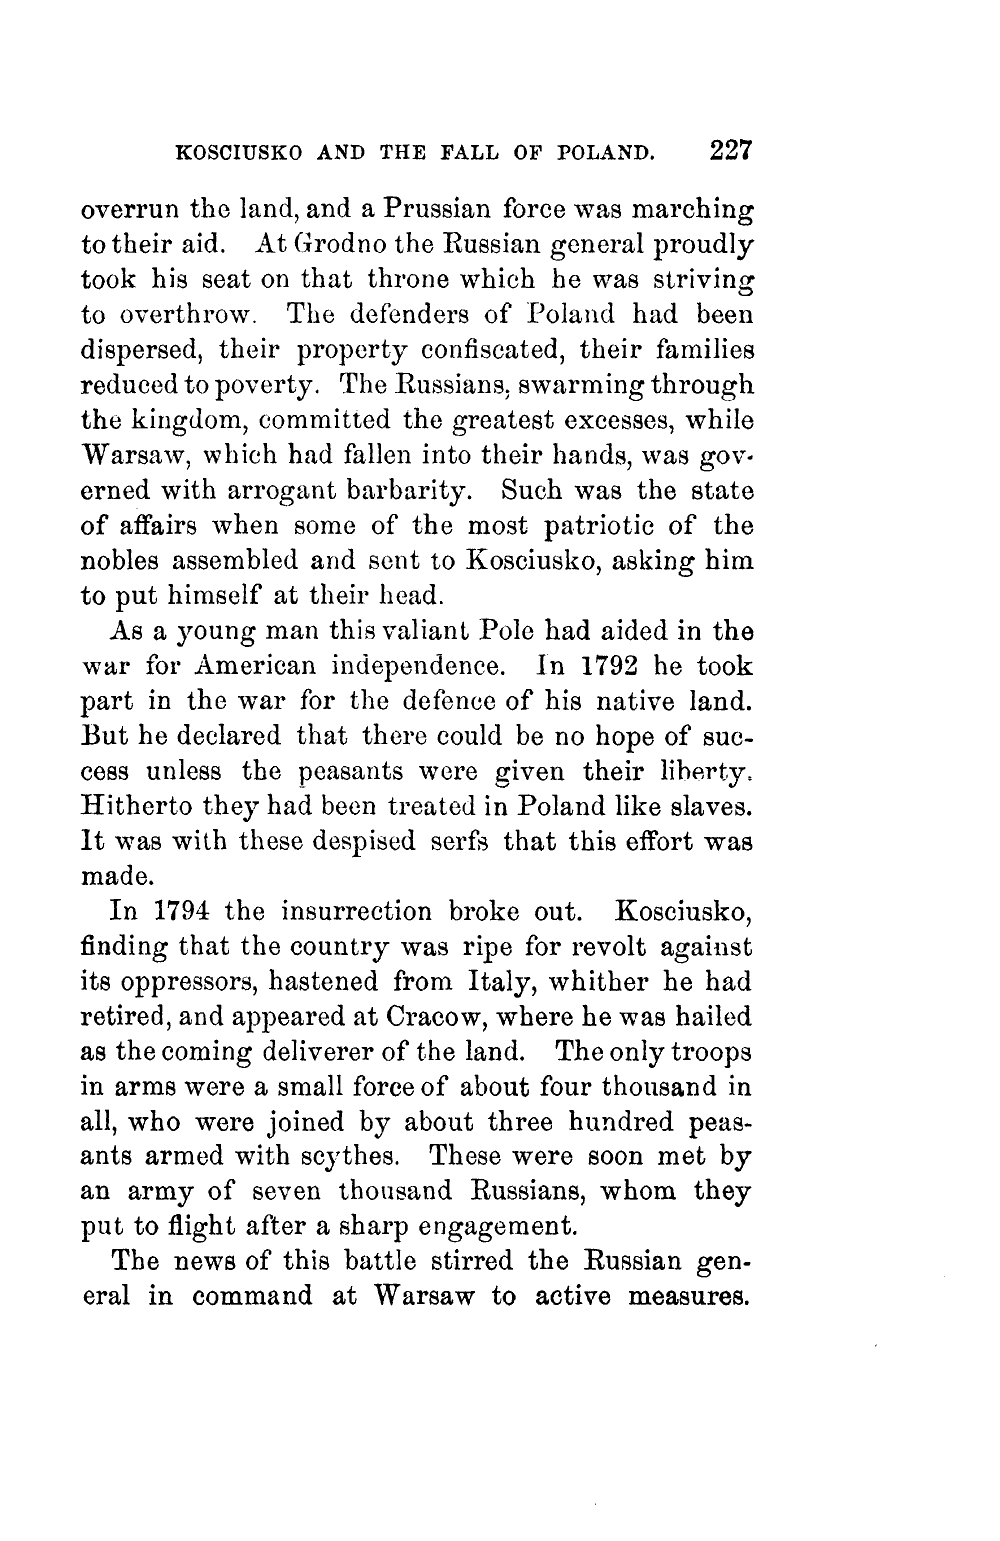 KOSCIUSKO AND THE FALL OF POLAND. 227
overrun the land, and a Prussian force was marching
to their aid. At Grodno the Russian general proudly
took his seat on that throne which he was striving
to overthrow. The defenders of Poland had been
dispersed, their property confiscated, their families
reduced to poverty. The Russians, swarming through
the kingdom, committed the greatest excesses, while
Warsaw, which had fallen into their hands, was gov-
erned with arrogant barbarity. Such was the state
of affairs when some of the most patriotic of the
nobles assembled and sent to Kosciusko, asking him
to put himself at their head.
As a young man this valiant Pole had aided in the
war for American independence. In 1792 he took
part in the war for the defence of his native land.
But he declared that there could be no hope of suc-
cess unless the peasants were given their liberty.
Hitherto they had been treated in Poland like slaves.
It was with these despised serfs that this effort was
made.
In 1794 the insurrection broke out. Kosciusko,
finding that the country was ripe for revolt against
its oppressors, hastened from Italy, whither he had
retired, and appeared at Cracow, where he was hailed
as the coming deliverer of the land. The only troops
in arms were a small force of about four thousand in
all, who were joined by about three hundred peas-
ants armed with scythes. These were soon met by
an army of seven thousand Russians, whom they
put to flight after a sharp engagement.
The news of this battle stirred the Russian gen-
eral in command at Warsaw to active measures.